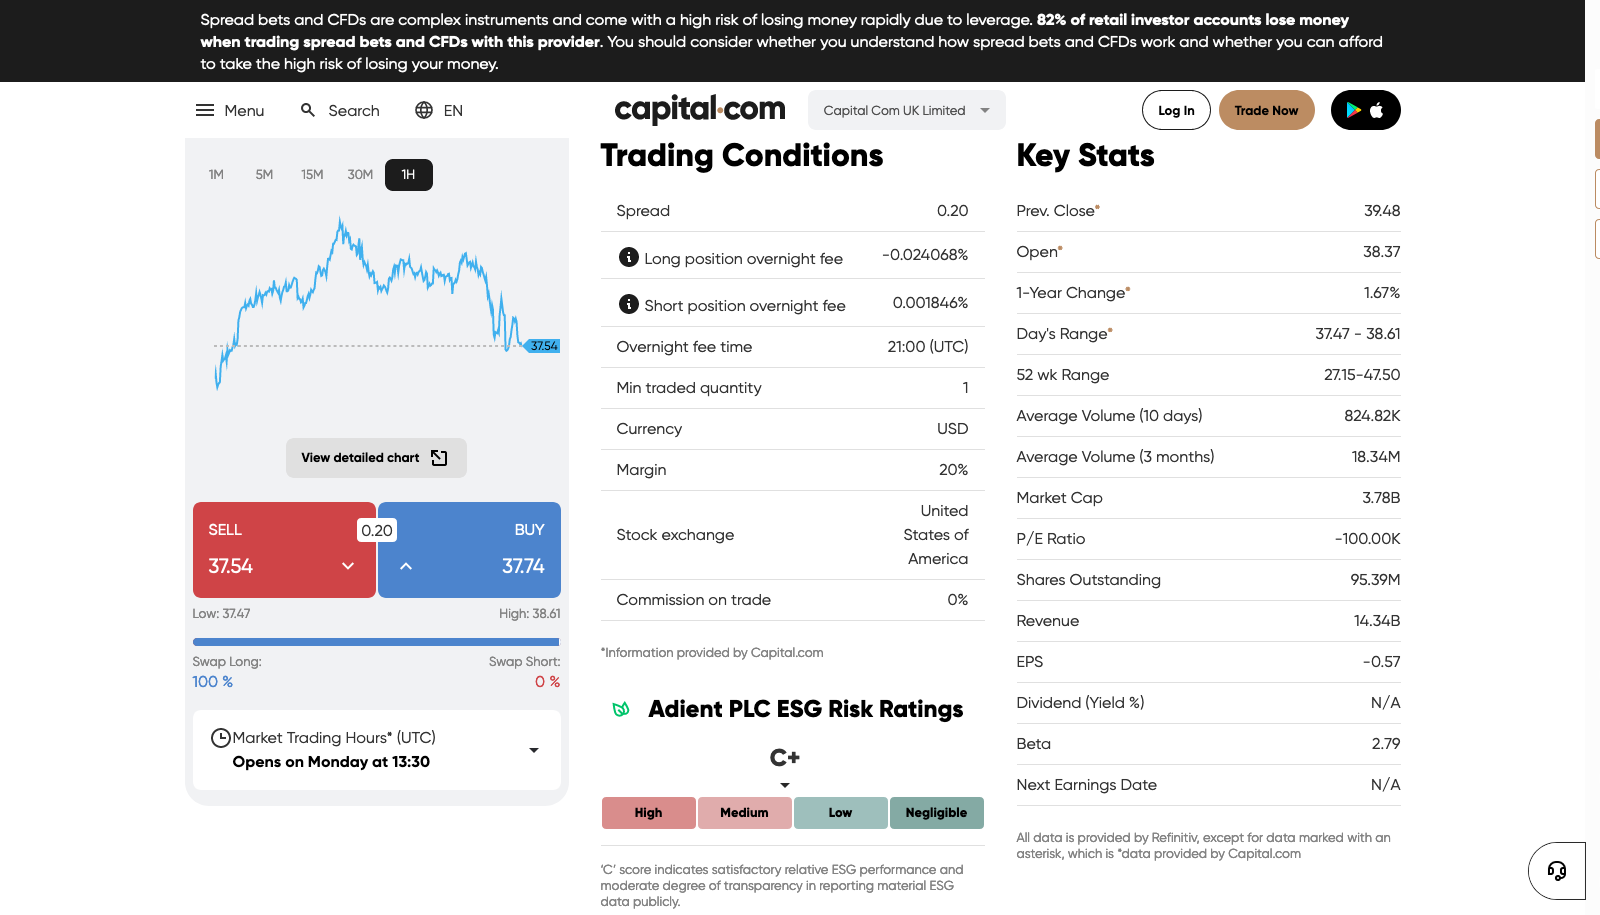 Spread bets and CFDs are complex instruments and come with a high risk of losing money rapidly due to leverage. 82% of retail investor accounts lose money
when trading spread bets and CFDs with this provider. You should consider whether you understand how spread bets and CFDs work and whether you can afford
to take the high risk of losing your money.
Menu
Search
EN
capital.com
Capital Com UK Limited
Log In
Trade Now
1M
5M
15M
30M
1H
37.54
View detailed chart
SELL
37.54
0.20
BUY
37.74
Low: 37.47
High: 38.61
Swap Long:
Swap Short:
100 %
0 %
Market Trading Hours* (UTC)
Opens on Monday at 13:30
Trading Conditions
Spread 0.20
Long position overnight fee -0.024068%
Short position overnight fee 0.001846%
Overnight fee time 21:00 (UTC)
Min traded quantity 1
Currency USD
Margin 20%
Stock exchange
United
States of
America
Commission on trade 0%
*Information provided by Capital.com
Adient PLC ESG Risk Ratings
C+
High
Medium
Low
Negligible
‘C’ score indicates satisfactory relative ESG performance and
moderate degree of transparency in reporting material ESG
data publicly.
Key Stats
Prev. Close* 39.48
Open* 38.37
1-Year Change* 1.67%
Day's Range* 37.47 - 38.61
52 wk Range 27.15-47.50
Average Volume (10 days) 824.82K
Average Volume (3 months) 18.34M
Market Cap 3.78B
P/E Ratio -100.00K
Shares Outstanding 95.39M
Revenue 14.34B
EPS -0.57
Dividend (Yield %) N/A
Beta 2.79
Next Earnings Date N/A
All data is provided by Refinitiv, except for data marked with an
asterisk, which is *data provided by Capital.com